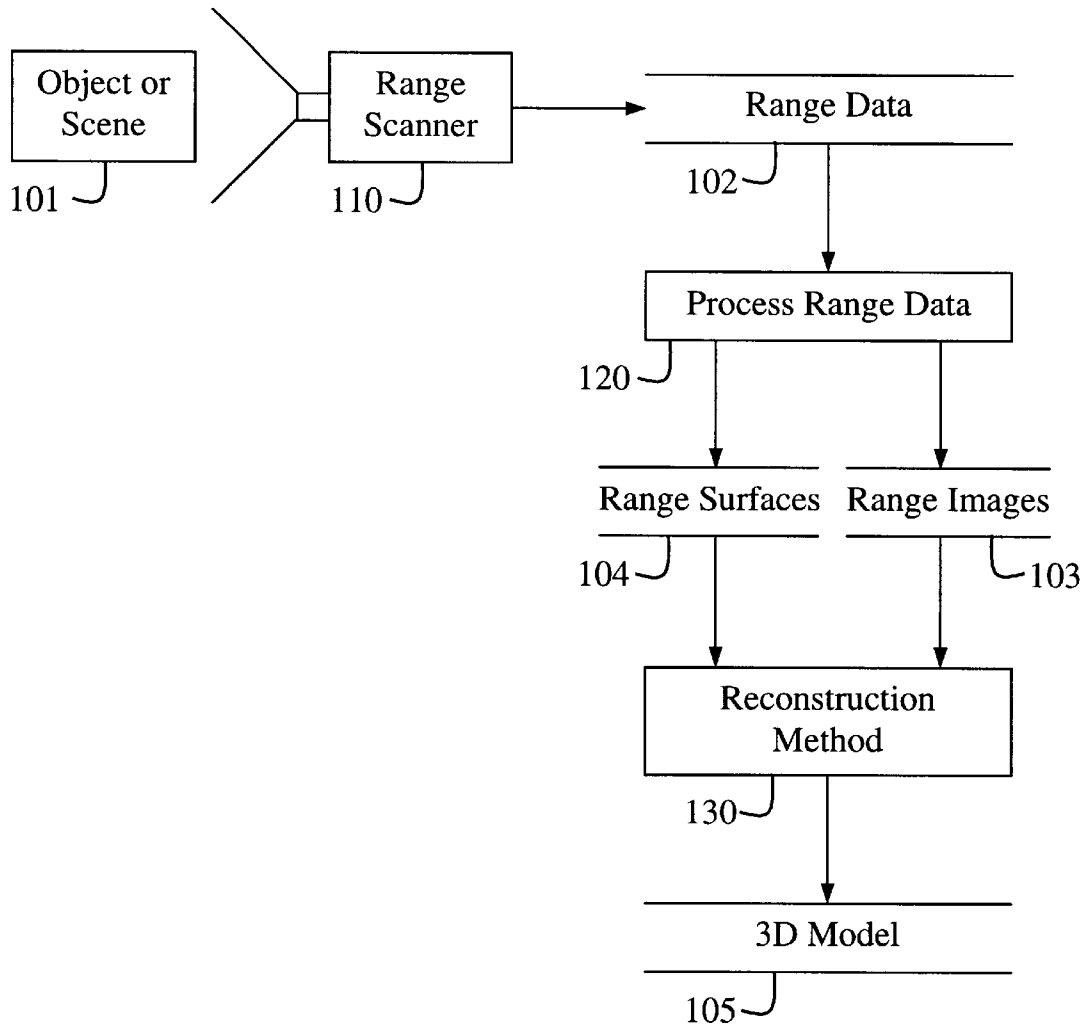 Object or
Scene
101
Range
Scanner
110
Range Data
102
Process Range Data
120
Range Surfaces
104
Range Images
103
Reconstruction
Method
130
3D Model
105